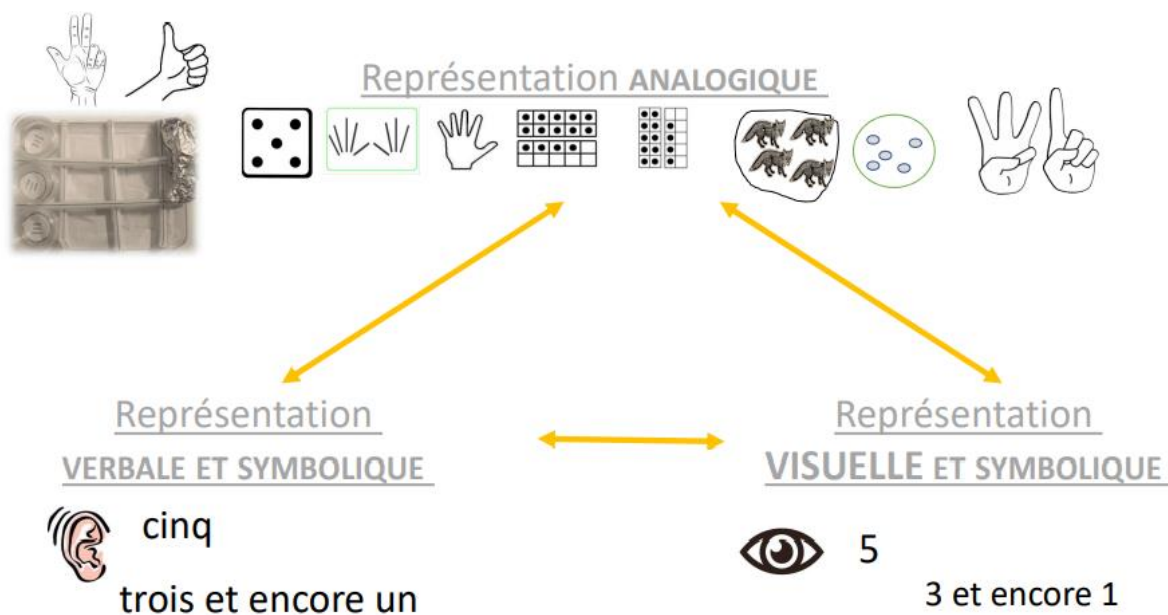 Représentation ANALOGIQUE
Représentation
VERBALE ET SYMBOLIQUE
cinq
trois et encore un
Représentation
VISUELLE ET SYMBOLIQUE
5
3 et encore 1